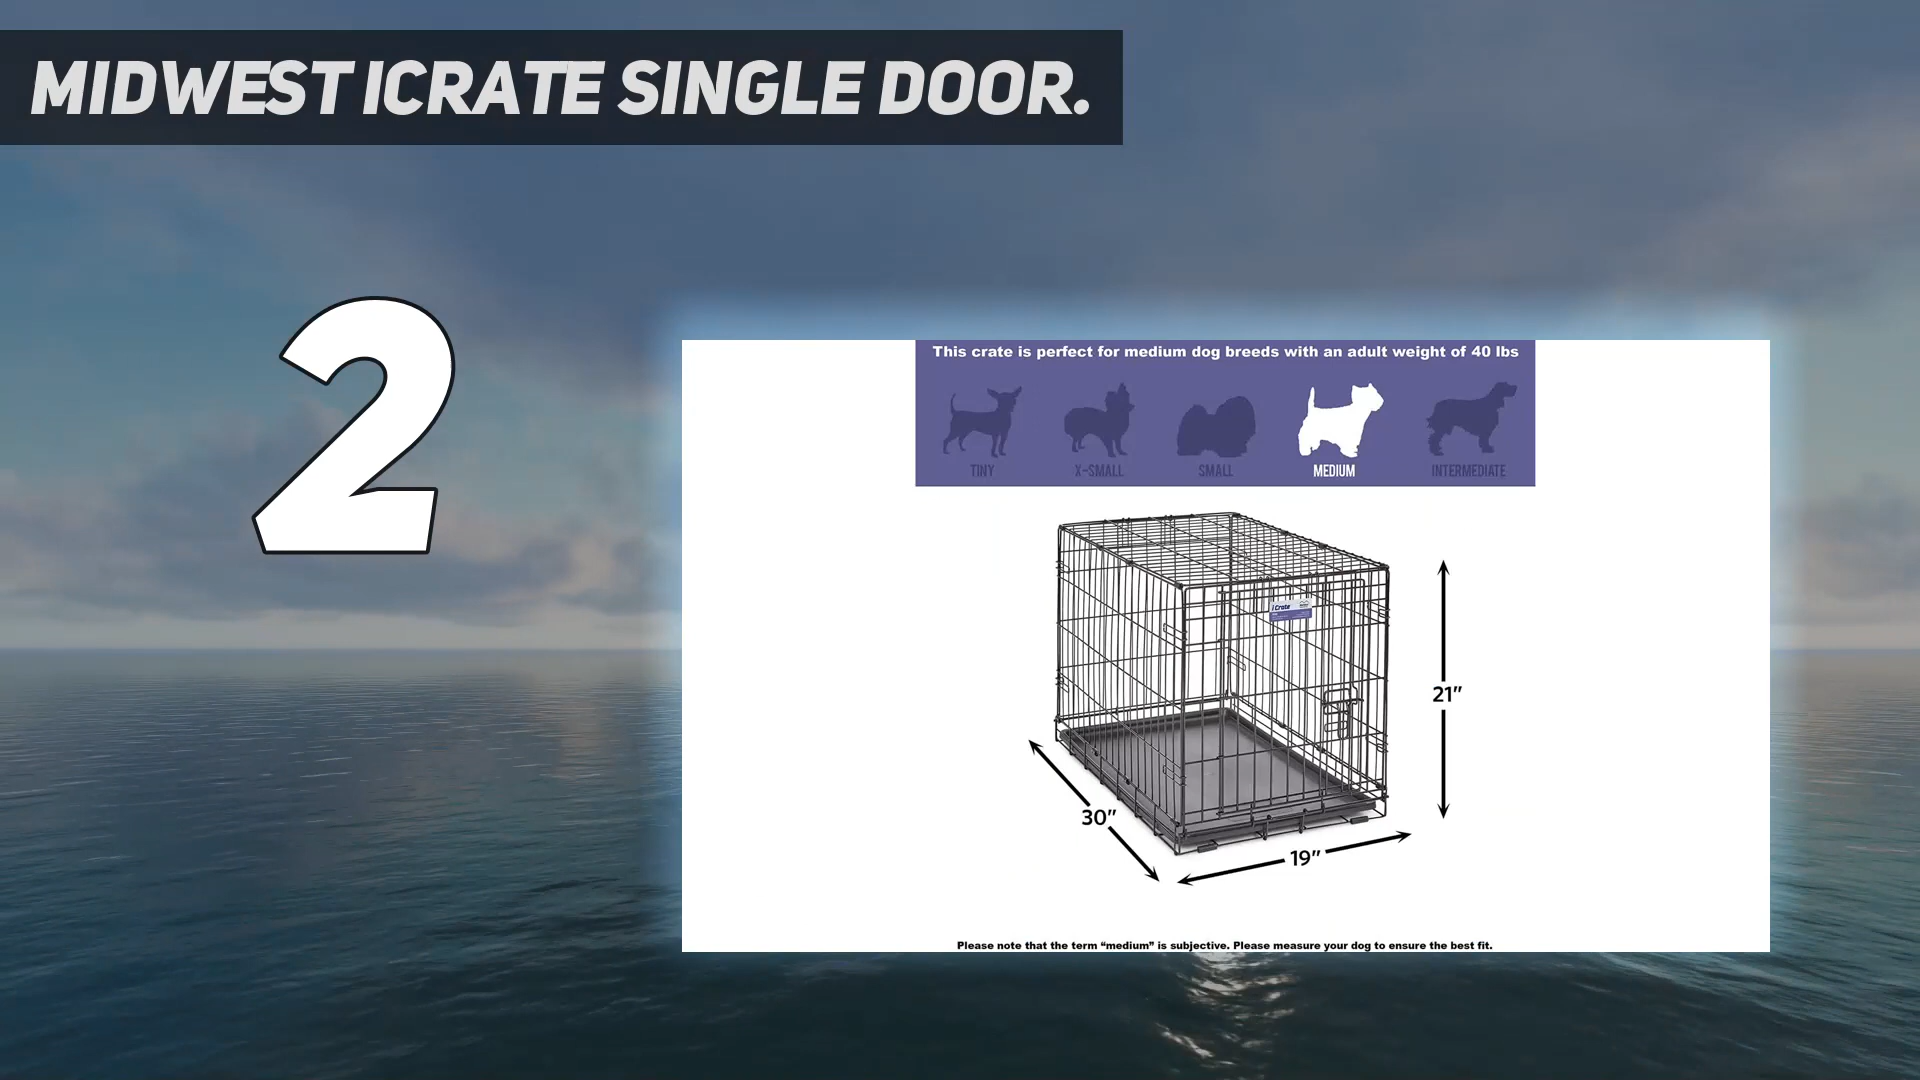 MIDWEST ICRATE SINGLE DOOR.
2
This crate is perfect for medium dog breeds with an adult weight of 40 lbs
TINY X-SMALL SMALL MEDIUM INTERMEDIATE
iCrate
21”
30”
19”
Please note that the term “medium” is subjective. Please measure your dog to ensure the best fit.